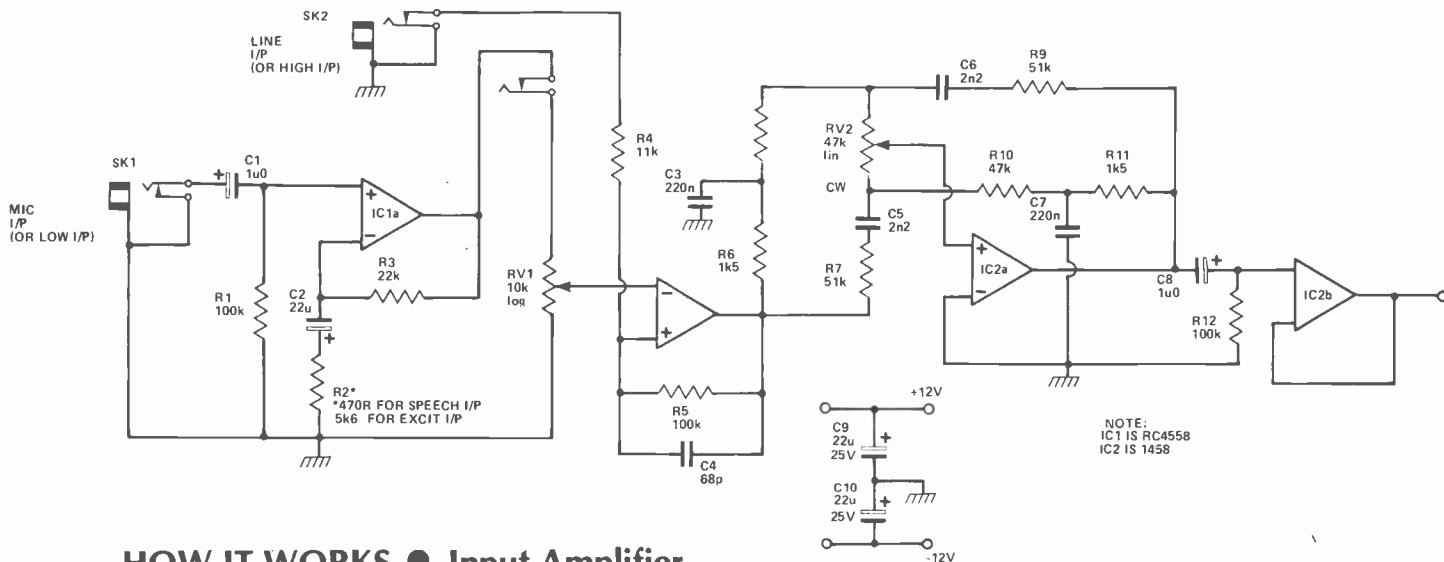 SK2
LINE
I/P
(OR HIGH I/P)
SK1
MIC
I/P
(OR LOW I/P)
C1
1u0
+
R1
100k
+
IC1a
−
R3
22k
C2
22u
+
R2*
*470R FOR SPEECH I/P
5k6 FOR EXCIT I/P
RV1
10k
log
R4
11k
−
+
R5
100k
C4
68p
C3
220n
R6
1k5
RV2
47k
lin
CW
C5
2n2
R7
51k
C6
2n2
R9
51k
R10
47k
R11
1k5
C7
220n
+
IC2a
−
C8
1u0
+
R12
100k
IC2b
+12V
C9
22u
25V
+
C10
22u
25V
+
-12V
NOTE:
IC1 IS RC4558
IC2 IS 1458
HOW IT WORKS ● Input Amplifier